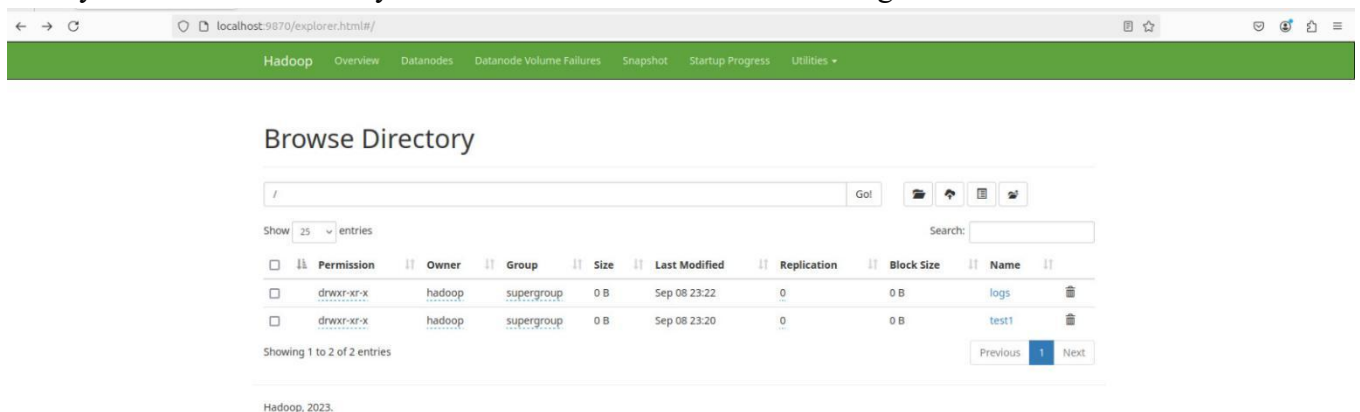 localhost:9870/explorer.html#/
Hadoop Overview Datanodes Datanode Volume Failures Snapshot Startup Progress Utilities
Browse Directory
/ Go!
Show 25 entries Search:
Permission Owner Group Size Last Modified Replication Block Size Name
drwxr-xr-x hadoop supergroup 0 B Sep 08 23:22 0 0 B logs
drwxr-xr-x hadoop supergroup 0 B Sep 08 23:20 0 0 B test1
Showing 1 to 2 of 2 entries Previous 1 Next
Hadoop, 2023.